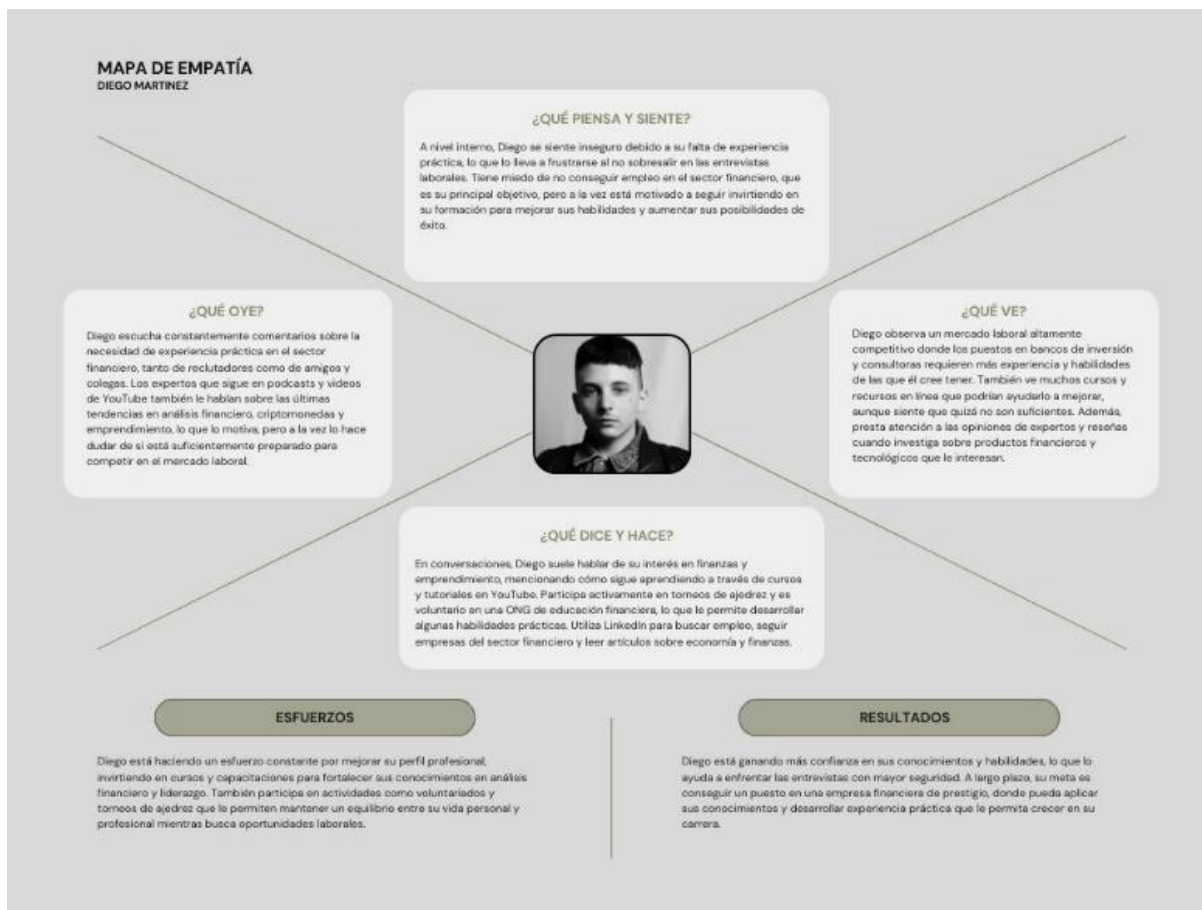 MAPA DE EMPATÍA
DIEGO MARTINEZ
¿QUÉ PIENSA Y SIENTE?
A nivel interno, Diego se siente inseguro debido a su falta de experiencia
práctica, lo que lo lleva a frustrarse al no sobresalir en las entrevistas
laborales. Tiene miedo de no conseguir empleo en el sector financiero, que
es su principal objetivo, pero a la vez está motivado a seguir invirtiendo en
su formación para mejorar sus habilidades y aumentar sus posibilidades de
éxito.
¿QUÉ OYE?
Diego escucha constantemente comentarios sobre la
necesidad de experiencia práctica en el sector
financiero, tanto de reclutadores como de amigos y
colegas. Los expertos que sigue en podcasts y videos
de YouTube también le hablan sobre las últimas
tendencias en análisis financiero, criptomonedas y
emprendimiento, lo que lo motiva, pero a la vez lo hace
dudar de si está suficientemente preparado para
competir en el mercado laboral.
¿QUÉ VE?
Diego observa un mercado laboral altamente
competitivo donde los puestos en bancos de inversión
y consultoras requieren más experiencia y habilidades
de las que él cree tener. También ve muchos cursos y
recursos en línea que podrían ayudarlo a mejorar,
aunque siente que quizá no son suficientes. Además,
presta atención a las opiniones de expertos y reseñas
cuando investiga sobre productos financieros y
tecnológicos que le interesan.
¿QUÉ DICE Y HACE?
En conversaciones, Diego suele hablar de su interés en finanzas y
emprendimiento, mencionando cómo sigue aprendiendo a través de cursos
y tutoriales en YouTube. Participa activamente en torneos de ajedrez y es
voluntario en una ONG de educación financiera, lo que le permite desarrollar
algunas habilidades prácticas. Utiliza LinkedIn para buscar empleo, seguir
empresas del sector financiero y leer artículos sobre economía y finanzas.
ESFUERZOS
Diego está haciendo un esfuerzo constante por mejorar su perfil profesional,
invirtiendo en cursos y capacitaciones para fortalecer sus conocimientos en análisis
financiero y liderazgo. También participa en actividades como voluntariados y
torneos de ajedrez que le permiten mantener un equilibrio entre su vida personal y
profesional mientras busca oportunidades laborales.
RESULTADOS
Diego está ganando más confianza en sus conocimientos y habilidades, lo que lo
ayuda a enfrentar las entrevistas con mayor seguridad. A largo plazo, su meta es
conseguir un puesto en una empresa financiera de prestigio, donde pueda aplicar
sus conocimientos y desarrollar experiencia práctica que le permita crecer en su
carrera.